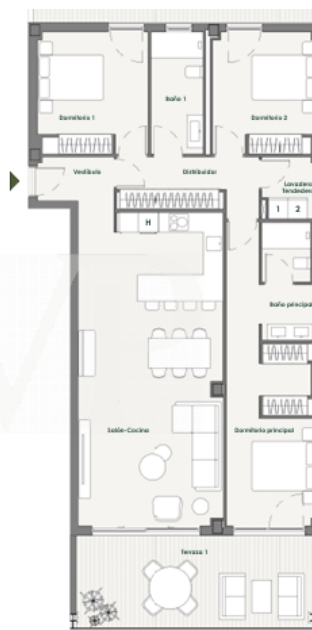 Baño 1
Dormitorio 1
Dormitorio 2
Vestíbulo
Distribuidor
Lavadero
Tendedero
1
2
H
Baño principal
Salón-Cocina
Dormitorio principal
Terraza 1